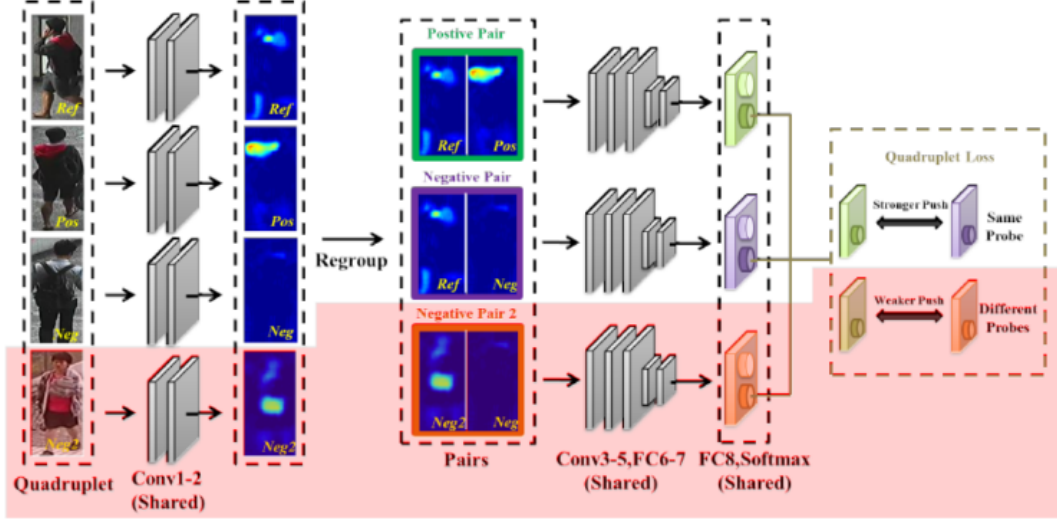 Ref
Pos
Neg
Neg2
Quadruplet
Conv1-2
(Shared)
Ref
Pos
Neg
Neg2
Regroup
Postive Pair
Ref
Pos
Negative Pair
Ref
Neg
Negative Pair 2
Neg2
Neg
Pairs
Conv3-5,FC6-7
(Shared)
FC8,Softmax
(Shared)
Quadruplet Loss
Stronger Push
Same
Probe
Weaker Push
Different
Probes